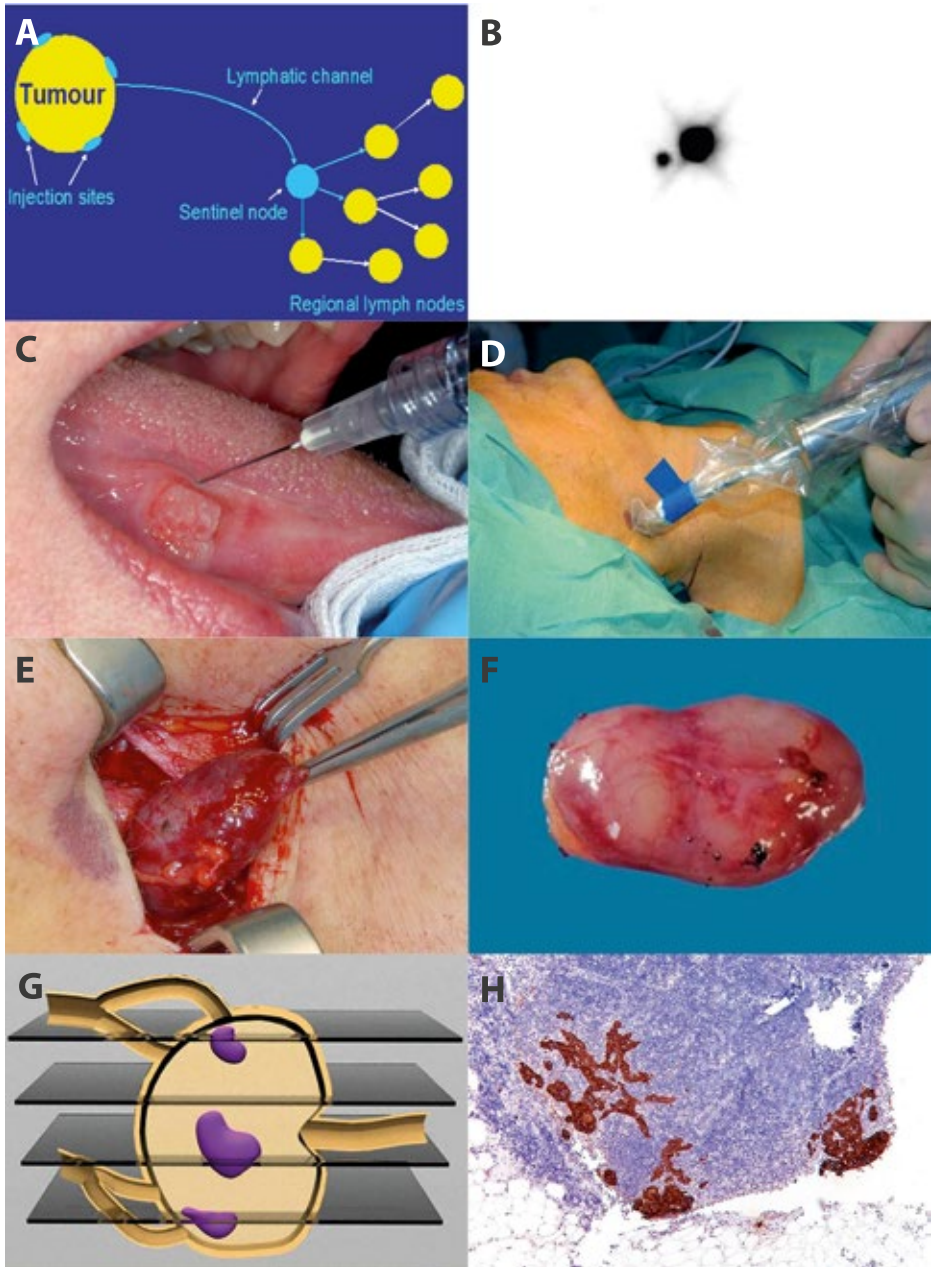 A
Tumour
Lymphatic channel
Injection sites
Sentinel node
Regional lymph nodes
B
C
D
E
F
G
H